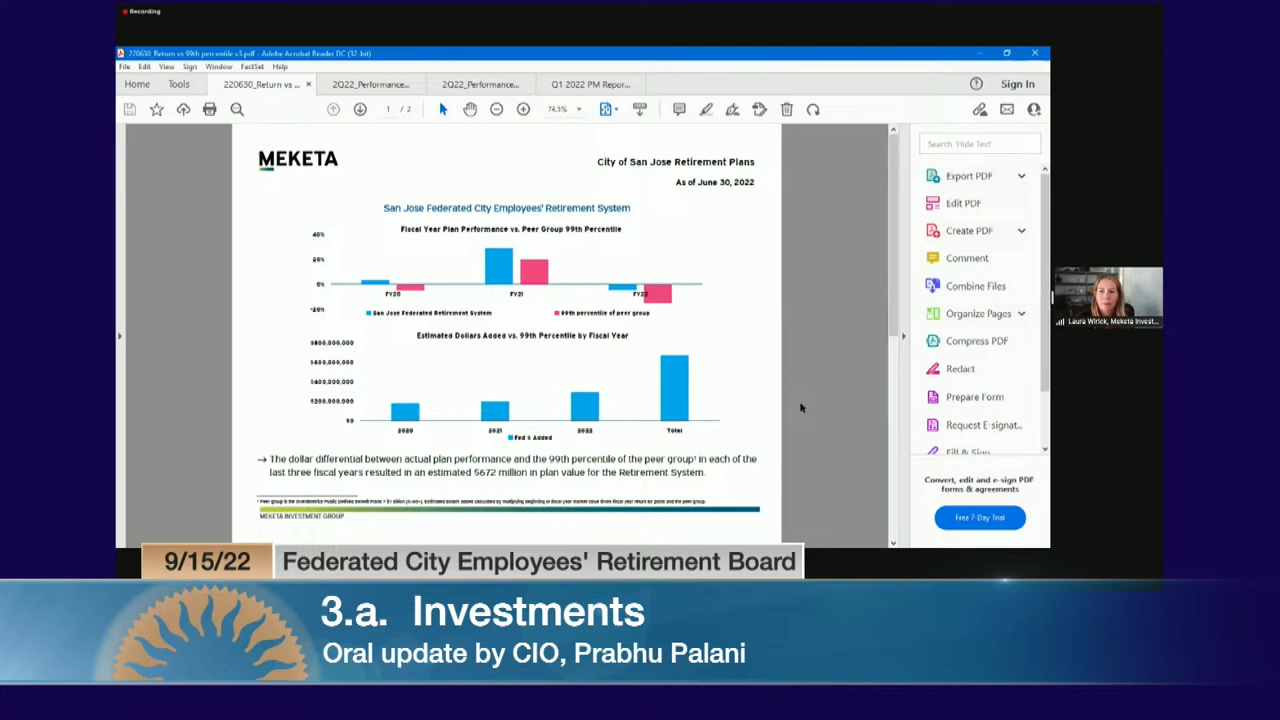 Recording
220630_Return vs 99th percentile v3.pdf - Adobe Acrobat Reader DC (32-bit)
File Edit View Sign Window FactSet Help
Home Tools 220630_Return vs ... × 2Q22_Performance... 2Q22_Performance... Q1 2022 PM Repor... Sign In
1 / 2 74.5%
MEKETA
City of San Jose Retirement Plans
As of June 30, 2022
San Jose Federated City Employees' Retirement System
Fiscal Year Plan Performance vs. Peer Group 99th Percentile
40%
20%
0%
-20%
FY20 FY21 FY22
San Jose Federated Retirement System 99th percentile of peer group
Estimated Dollars Added vs. 99th Percentile by Fiscal Year
$800,000,000
$600,000,000
$400,000,000
$200,000,000
$0
2020 2021 2022 Total
Fed $ Added
→ The dollar differential between actual plan performance and the 99th percentile of the peer group¹ in each of the
last three fiscal years resulted in an estimated $672 million in plan value for the Retirement System.
MEKETA INVESTMENT GROUP
Search 'Hide Text'
Export PDF
Edit PDF
Create PDF
Comment
Combine Files
Organize Pages
Compress PDF
Redact
Prepare Form
Request E-signat...
Fill & Sign
Convert, edit and e-sign PDF
forms & agreements
Free 7-Day Trial
Laura Wirick, Meketa Invest...
9/15/22 Federated City Employees' Retirement Board
3.a. Investments
Oral update by CIO, Prabhu Palani